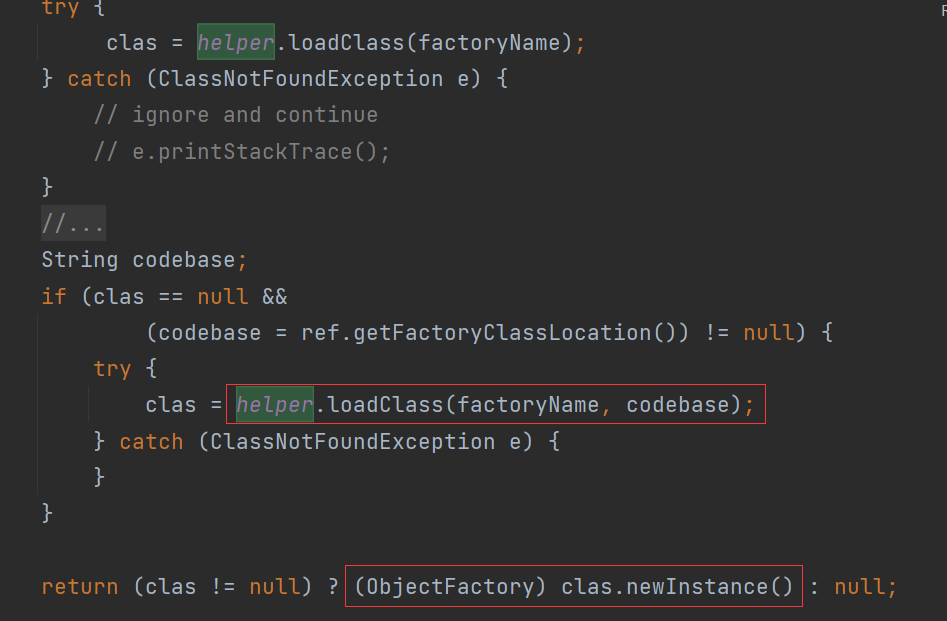 try {
clas = helper.loadClass(factoryName);
} catch (ClassNotFoundException e) {
// ignore and continue
// e.printStackTrace();
}
//...
String codebase;
if (clas == null &&
(codebase = ref.getFactoryClassLocation()) != null) {
try {
clas = helper.loadClass(factoryName, codebase);
} catch (ClassNotFoundException e) {
}
}
return (clas != null) ? (ObjectFactory) clas.newInstance() : null;